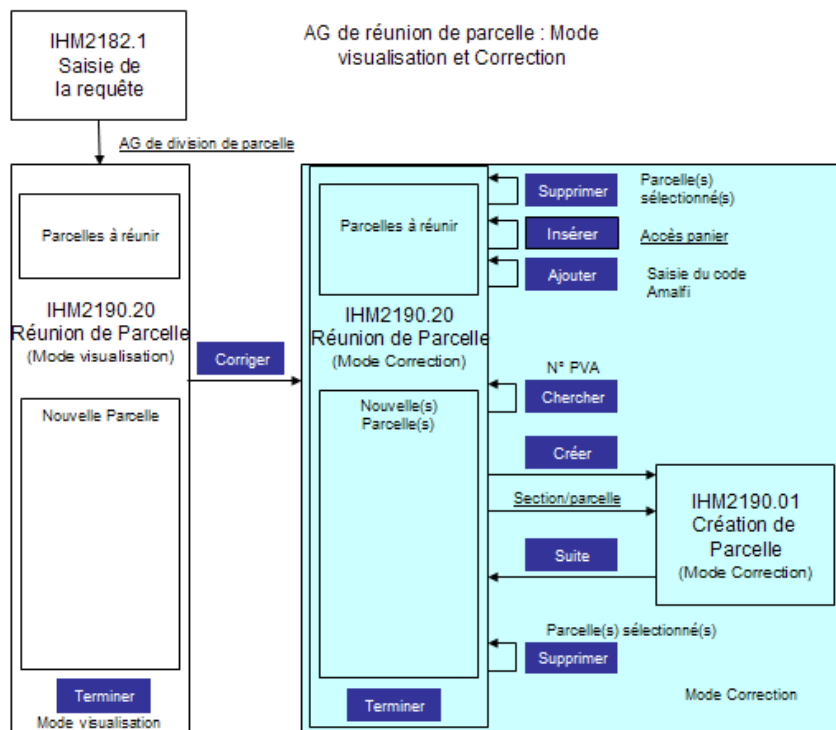 IHM2182.1
Saisie de
la requête
AG de réunion de parcelle : Mode
visualisation et Correction
AG de division de parcelle
Parcelles à réunir
IHM2190.20
Réunion de Parcelle
(Mode visualisation)
Nouvelle Parcelle
Terminer
Mode visualisation
Corriger
Parcelles à réunir
IHM2190.20
Réunion de Parcelle
(Mode Correction)
Nouvelle(s)
Parcelle(s)
Terminer
Supprimer
Parcelle(s)
sélectionné(s)
Insérer
Accès panier
Ajouter
Saisie du code
Amalfi
N° PVA
Chercher
Créer
Section/parcelle
Suite
IHM2190.01
Création de
Parcelle
(Mode Correction)
Parcelle(s) sélectionné(s)
Supprimer
Mode Correction